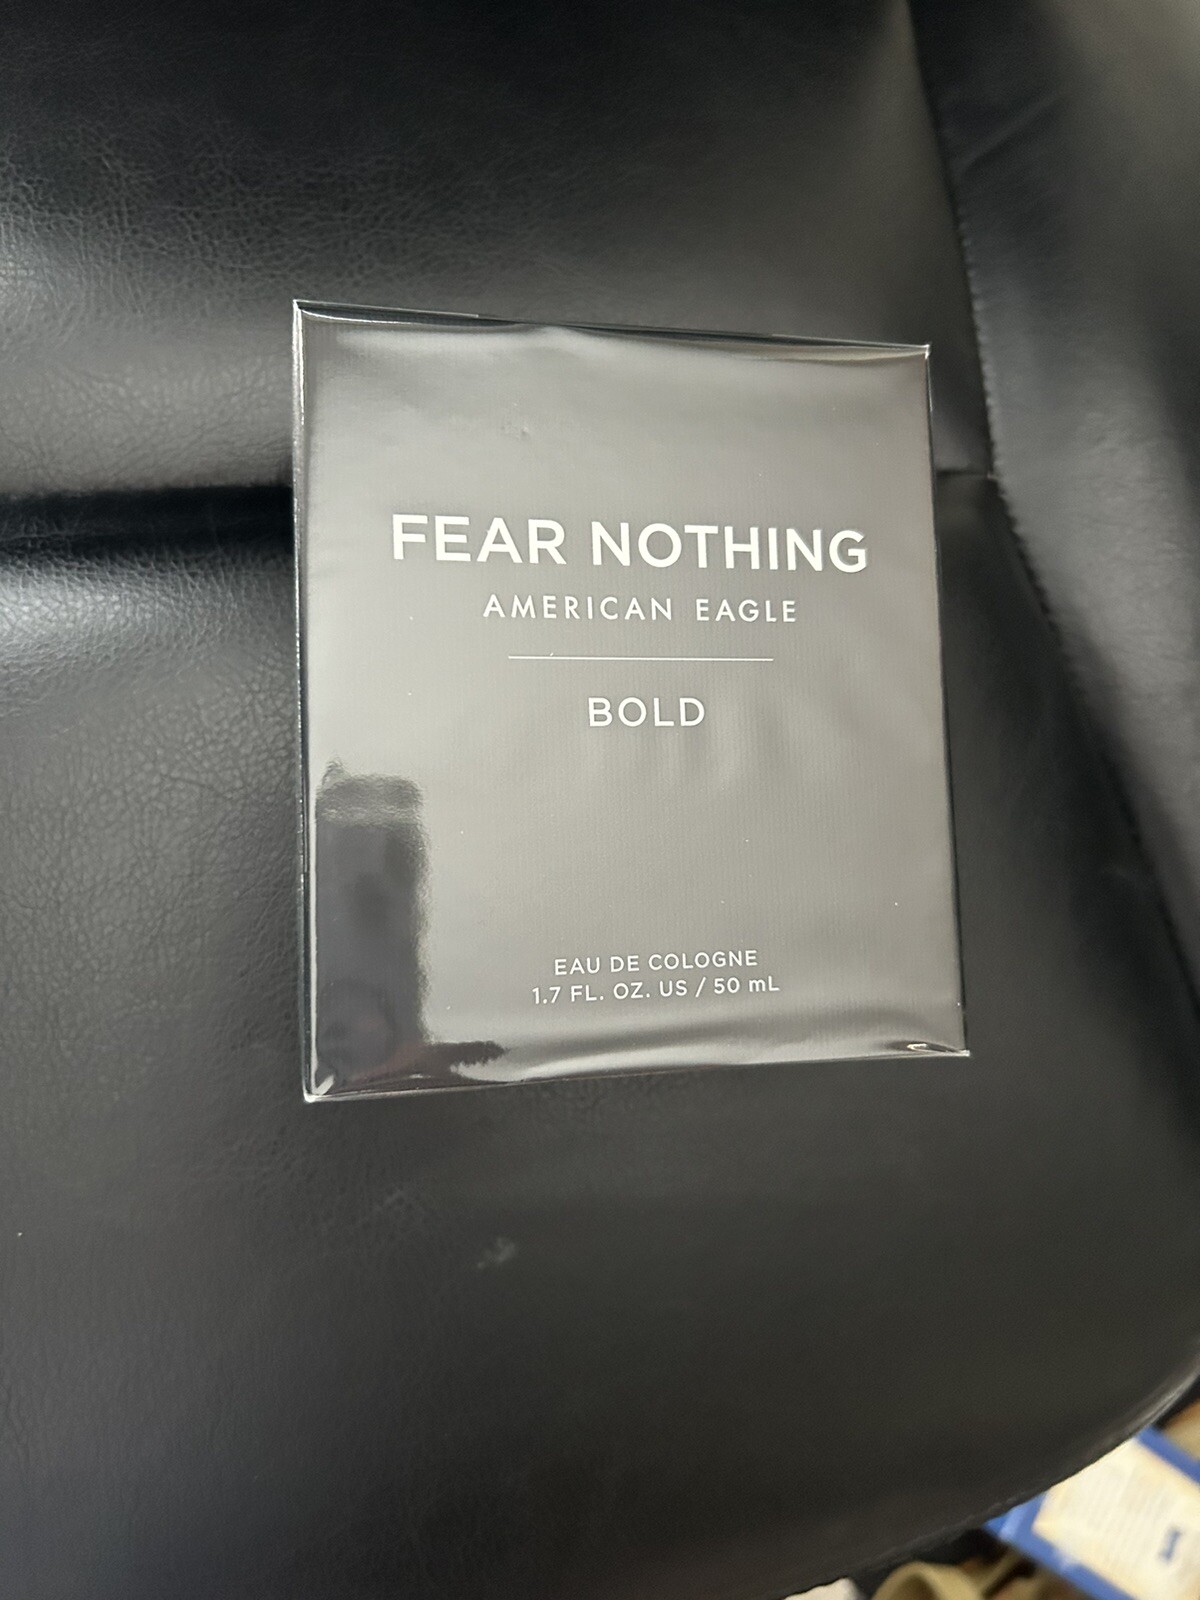 FEAR NOTHING
AMERICAN EAGLE
BOLD
EAU DE COLOGNE
1.7 FL. OZ. US / 50 mL